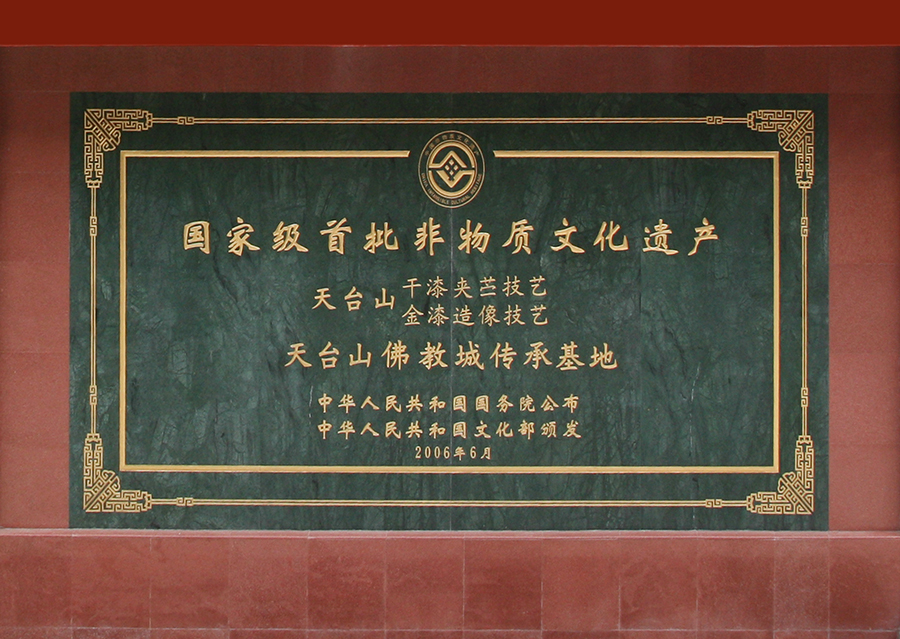 国家级首批非物质文化遗产
天台山
干漆夹苎技艺
金漆造像技艺
天台山佛教城传承基地
中华人民共和国国务院公布
中华人民共和国文化部颁发
2006年6月